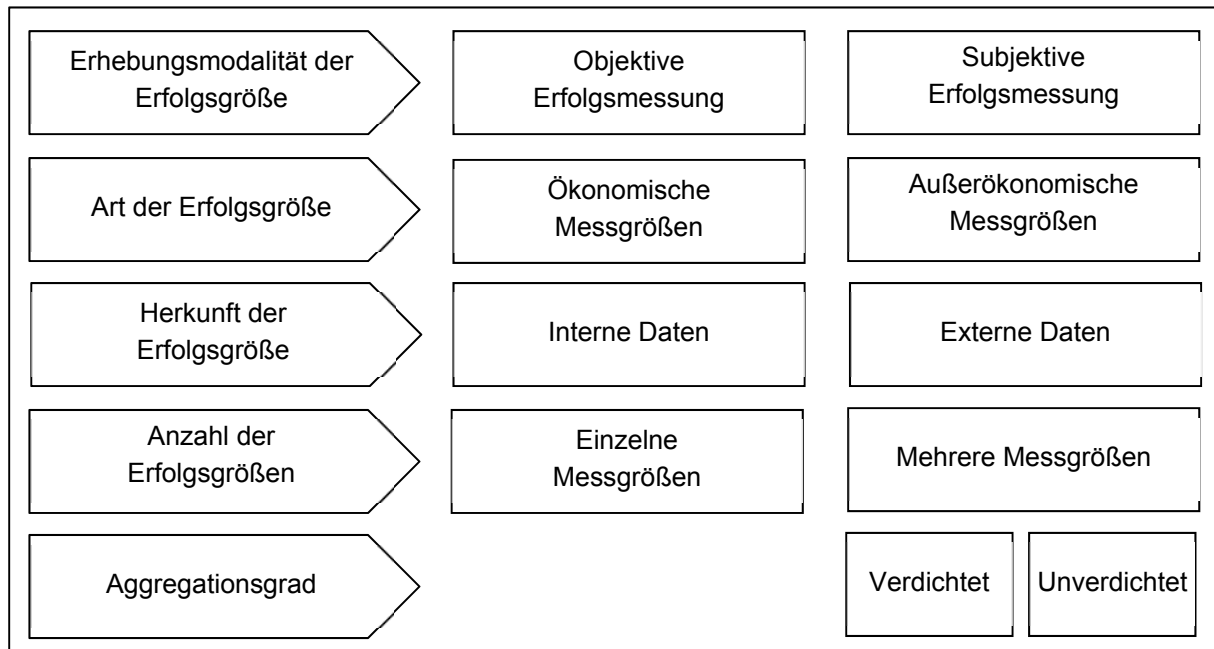 Erhebungsmodalität der
Erfolgsgröße
Objektive
Erfolgsmessung
Subjektive
Erfolgsmessung
Art der Erfolgsgröße
Ökonomische
Messgrößen
Außerökonomische
Messgrößen
Herkunft der
Erfolgsgröße
Interne Daten
Externe Daten
Anzahl der
Erfolgsgrößen
Einzelne
Messgrößen
Mehrere Messgrößen
Aggregationsgrad
Verdichtet
Unverdichtet